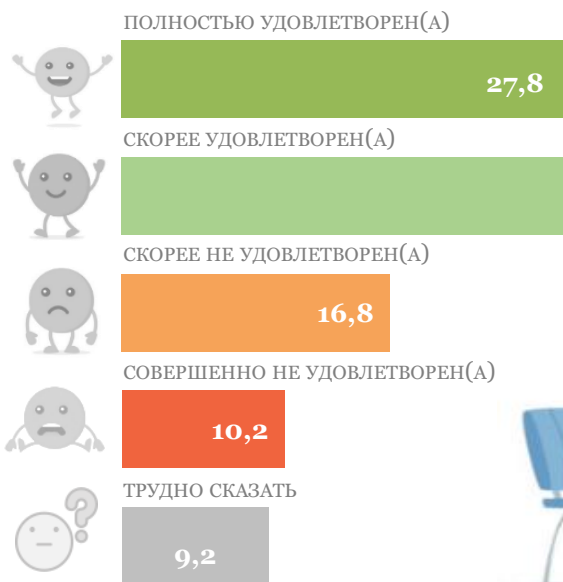 ПОЛНОСТЬЮ УДОВЛЕТВОРЕН(А)
27,8
СКОРЕЕ УДОВЛЕТВОРЕН(А)
СКОРЕЕ НЕ УДОВЛЕТВОРЕН(А)
16,8
СОВЕРШЕННО НЕ УДОВЛЕТВОРЕН(А)
10,2
ТРУДНО СКАЗАТЬ
9,2